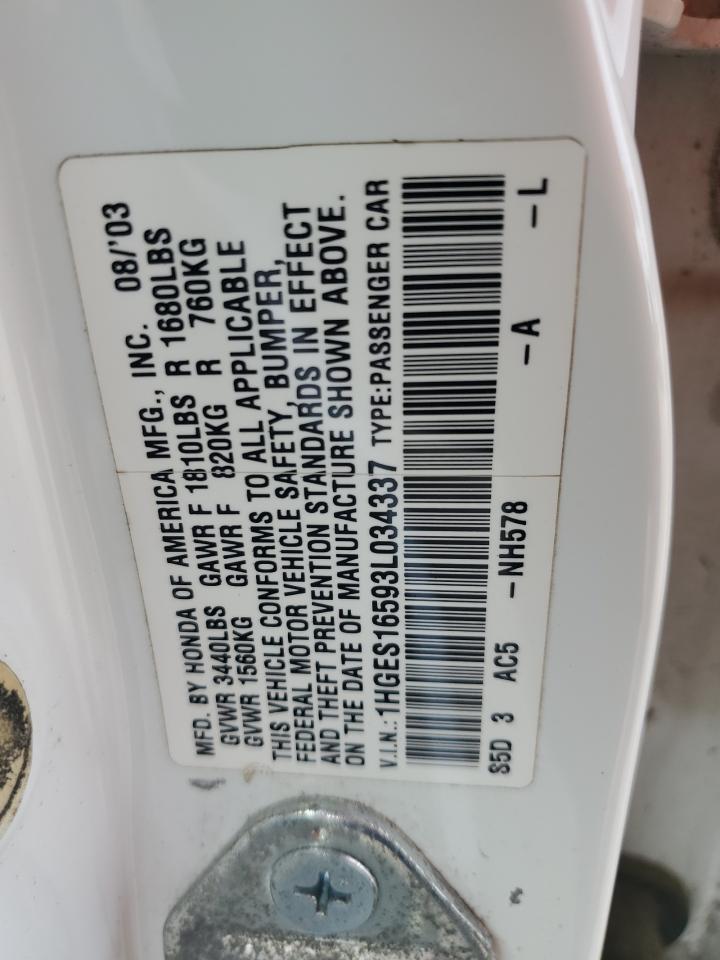 MFD. BY HONDA OF AMERICA MFG., INC. 08/'03
GVWR 3440LBS GAWR F 1810LBS R 1680LBS
GVWR 1560KG GAWR F 820KG R 760KG
THIS VEHICLE CONFORMS TO ALL APPLICABLE
FEDERAL MOTOR VEHICLE SAFETY, BUMPER,
AND THEFT PREVENTION STANDARDS IN EFFECT
ON THE DATE OF MANUFACTURE SHOWN ABOVE.
V.I.N.: 1HGES16593L034337 TYPE:PASSENGER CAR
S5D 3 AC5 -NH578 -A -L